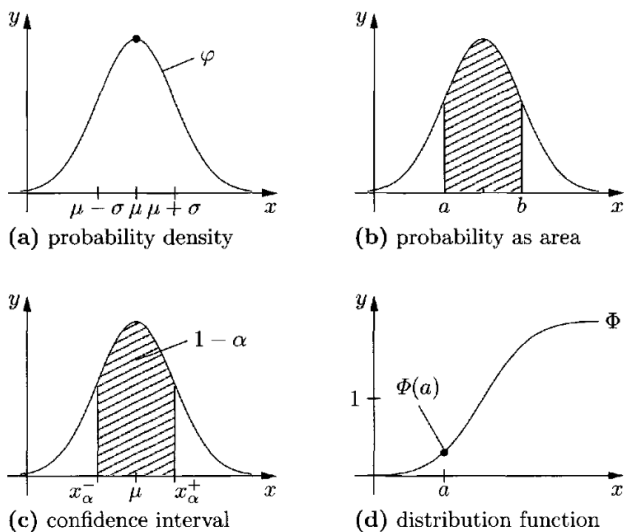 y
φ
μ − σ μ μ + σ x
(a) probability density
y
a b x
(b) probability as area
y
1 − α
x_α^- μ x_α^+ x
(c) confidence interval
y
Φ
Φ(a)
1
a x
(d) distribution function